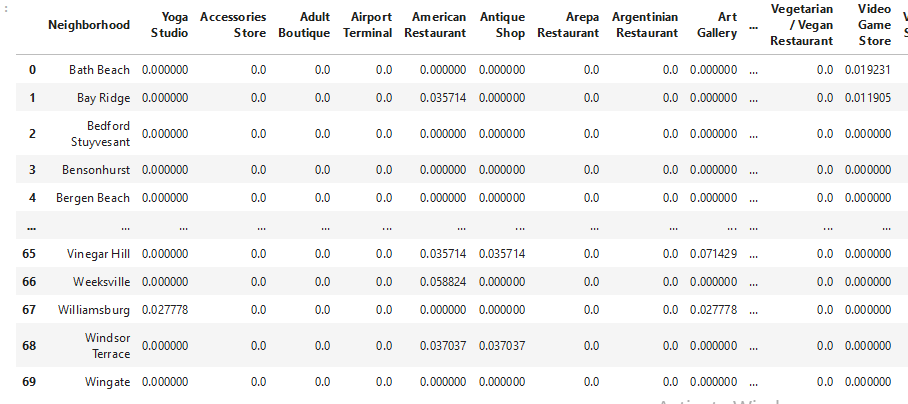 Neighborhood Yoga Studio Accessories Store Adult Boutique Airport Terminal American Restaurant Antique Shop Arepa Restaurant Argentinian Restaurant Art Gallery ... Vegetarian / Vegan Restaurant Video Game Store
0 Bath Beach 0.000000 0.0 0.0 0.0 0.000000 0.000000 0.0 0.0 0.000000 ... 0.0 0.019231
1 Bay Ridge 0.000000 0.0 0.0 0.0 0.035714 0.000000 0.0 0.0 0.000000 ... 0.0 0.011905
2 Bedford Stuyvesant 0.000000 0.0 0.0 0.0 0.000000 0.000000 0.0 0.0 0.000000 ... 0.0 0.000000
3 Bensonhurst 0.000000 0.0 0.0 0.0 0.000000 0.000000 0.0 0.0 0.000000 ... 0.0 0.000000
4 Bergen Beach 0.000000 0.0 0.0 0.0 0.000000 0.000000 0.0 0.0 0.000000 ... 0.0 0.000000
... ... ... ... ... ... ... ... ... ... ... ... ... ...
65 Vinegar Hill 0.000000 0.0 0.0 0.0 0.035714 0.035714 0.0 0.0 0.071429 ... 0.0 0.000000
66 Weeksville 0.000000 0.0 0.0 0.0 0.058824 0.000000 0.0 0.0 0.000000 ... 0.0 0.000000
67 Williamsburg 0.027778 0.0 0.0 0.0 0.000000 0.000000 0.0 0.0 0.027778 ... 0.0 0.000000
68 Windsor Terrace 0.000000 0.0 0.0 0.0 0.037037 0.037037 0.0 0.0 0.000000 ... 0.0 0.000000
69 Wingate 0.000000 0.0 0.0 0.0 0.000000 0.000000 0.0 0.0 0.000000 ... 0.0 0.000000